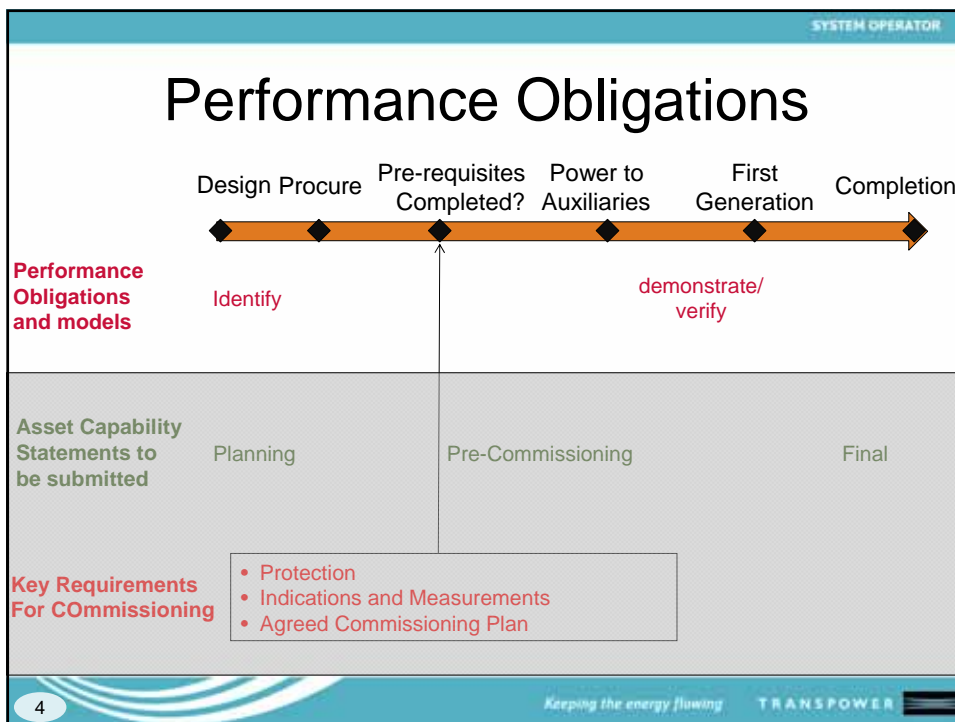 SYSTEM OPERATOR
Performance Obligations
Design Procure
Pre-requisites
Completed?
Power to
Auxiliaries
First
Generation
Completion
Performance
Obligations
and models
Identify
demonstrate/
verify
Asset Capability
Statements to
be submitted
Planning
Pre-Commissioning
Final
Key Requirements
For COmmissioning
• Protection
• Indications and Measurements
• Agreed Commissioning Plan
4
Keeping the energy flowing
TRANSPOWER